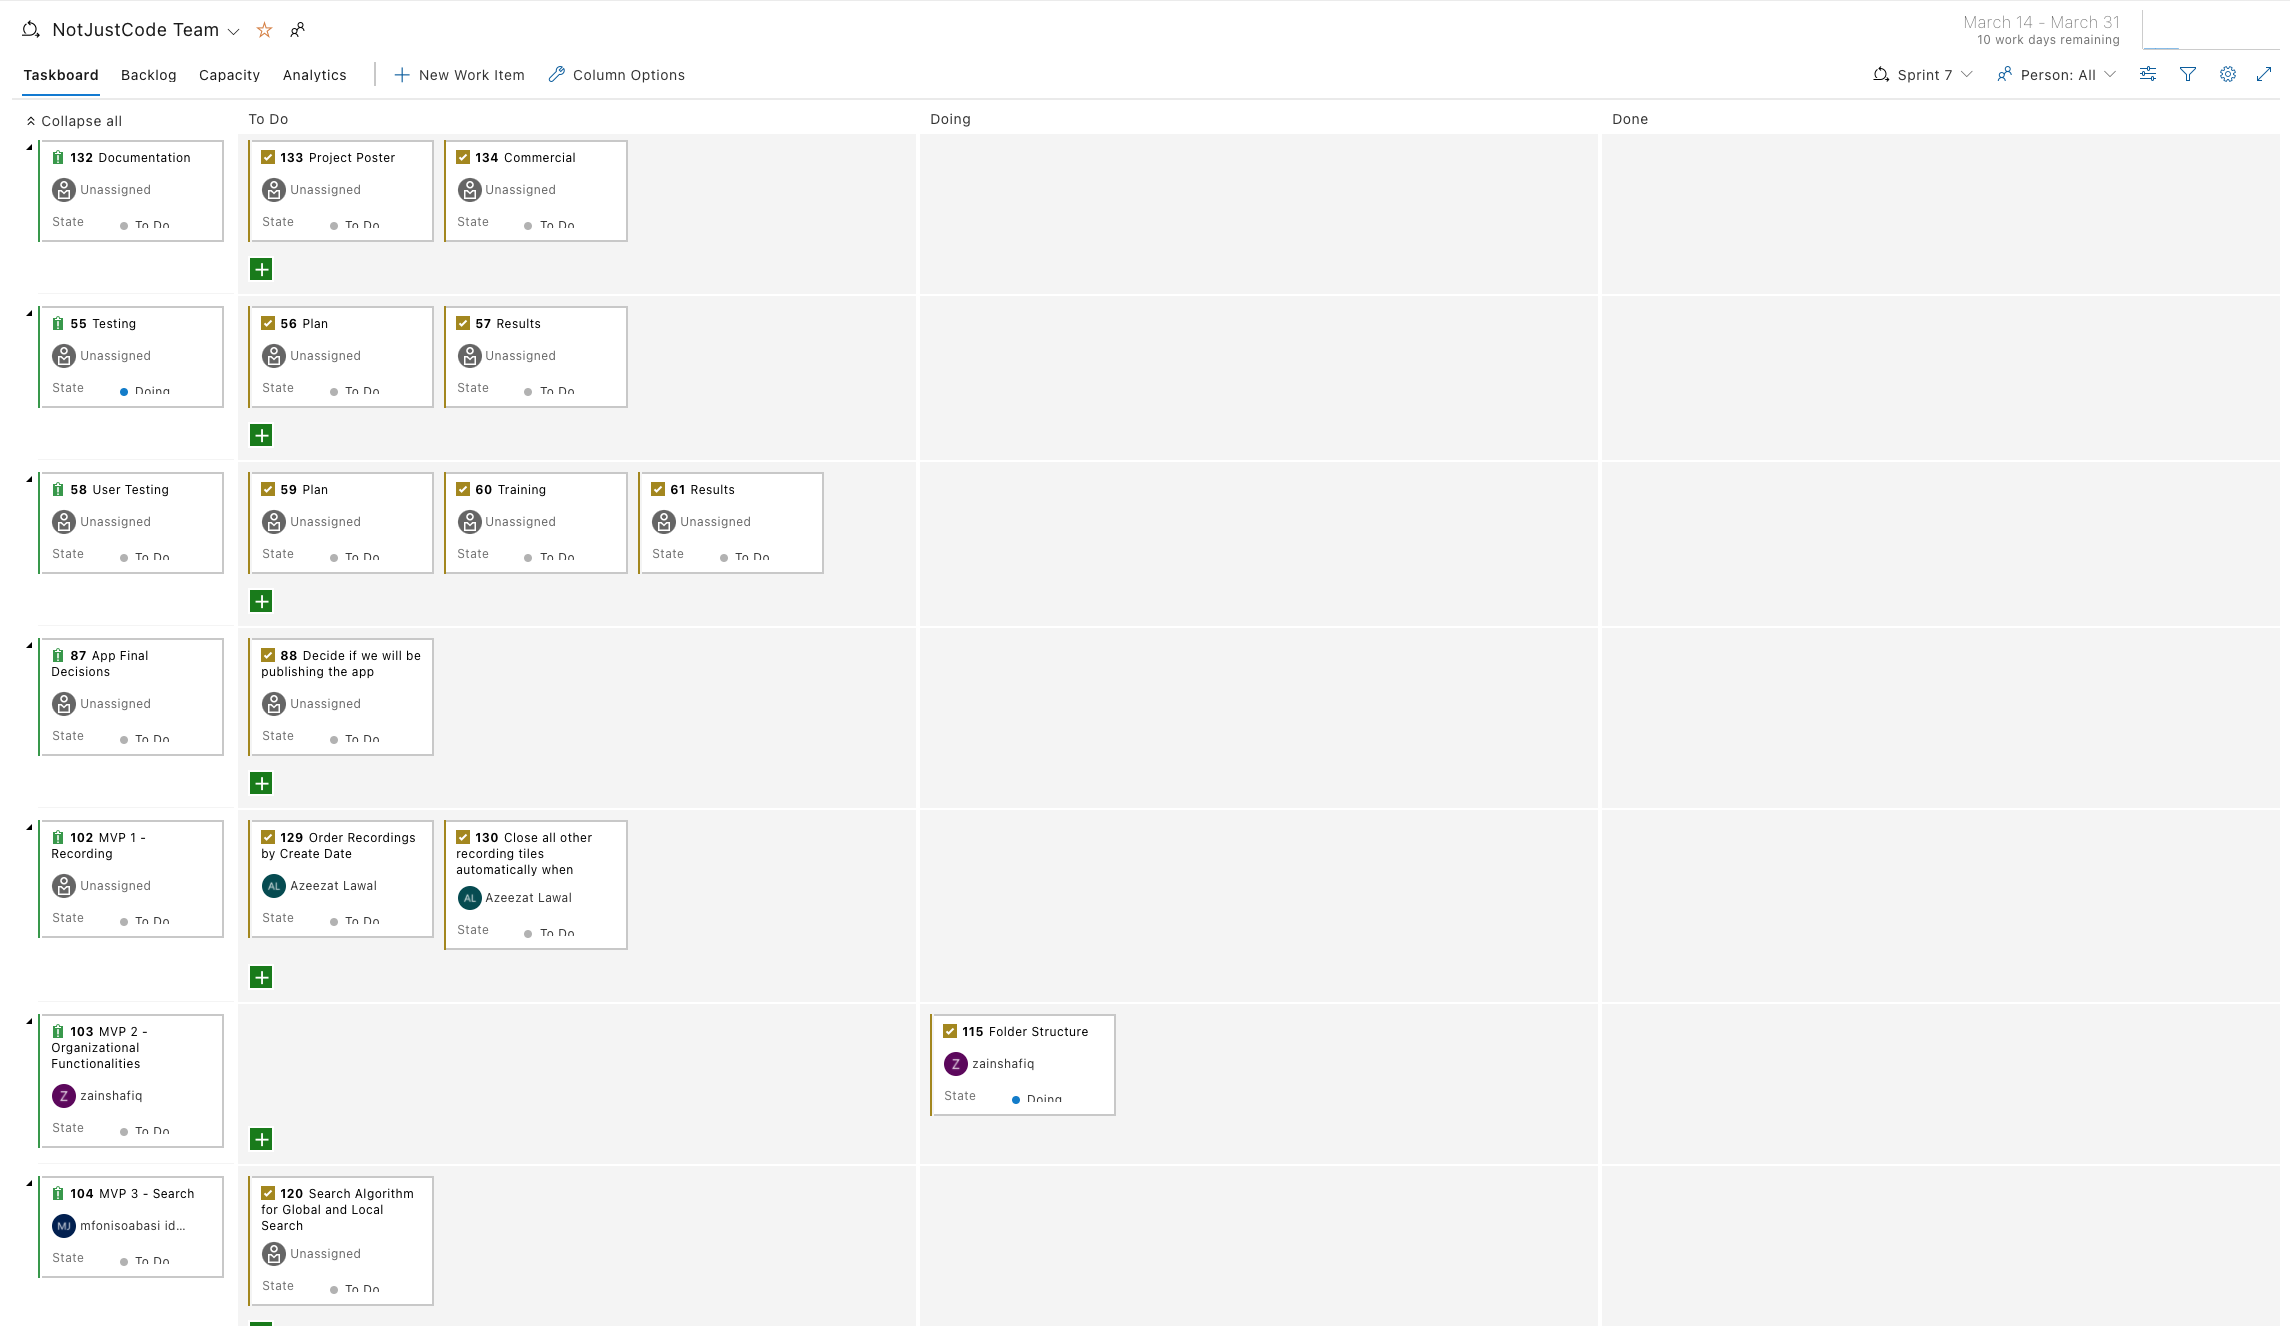 NotJustCode Team
March 14 - March 31
10 work days remaining
Taskboard Backlog Capacity Analytics New Work Item Column Options Sprint 7 Person: All
Collapse all To Do Doing Done
132 Documentation
Unassigned
State To Do
133 Project Poster
Unassigned
State To Do
134 Commercial
Unassigned
State To Do
55 Testing
Unassigned
State Doing
56 Plan
Unassigned
State To Do
57 Results
Unassigned
State To Do
58 User Testing
Unassigned
State To Do
59 Plan
Unassigned
State To Do
60 Training
Unassigned
State To Do
61 Results
Unassigned
State To Do
87 App Final
Decisions
Unassigned
State To Do
88 Decide if we will be
publishing the app
Unassigned
State To Do
102 MVP 1 -
Recording
Unassigned
State To Do
129 Order Recordings
by Create Date
AL Azeezat Lawal
State To Do
130 Close all other
recording tiles
automatically when
AL Azeezat Lawal
State To Do
103 MVP 2 -
Organizational
Functionalities
Z zainshafiq
State To Do
115 Folder Structure
Z zainshafiq
State Doing
104 MVP 3 - Search
MJ mfonisoabasi id...
State To Do
120 Search Algorithm
for Global and Local
Search
Unassigned
State To Do